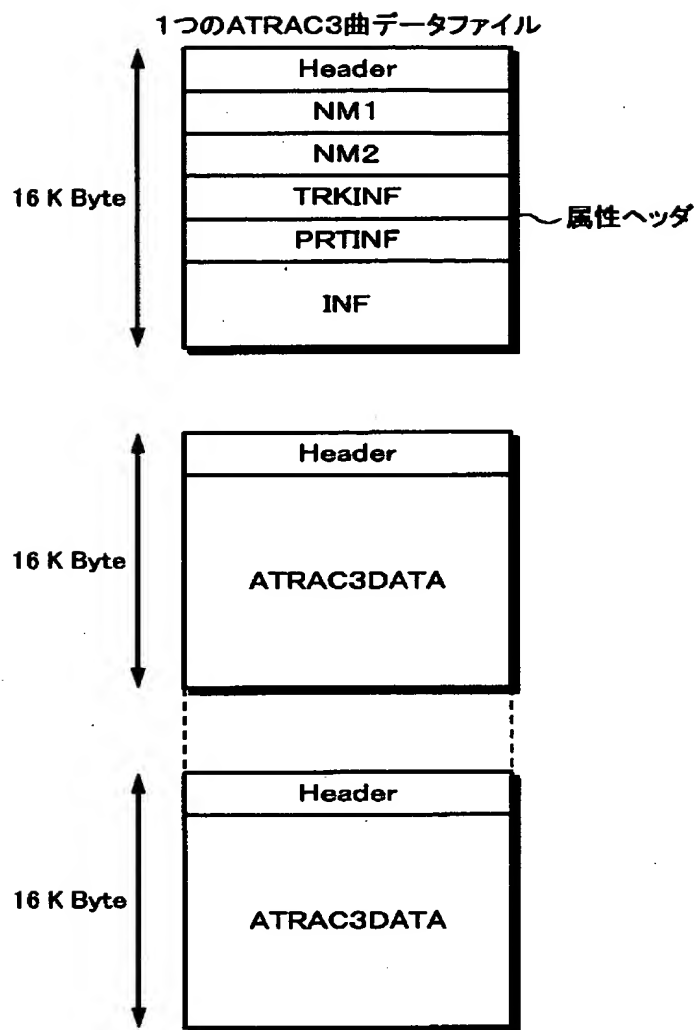 1つのATRAC3曲データファイル
Header
NM1
NM2
16 K Byte
TRKINF
属性ヘッダ
PRTINF
INF
Header
16 K Byte
ATRAC3DATA
Header
16 K Byte
ATRAC3DATA